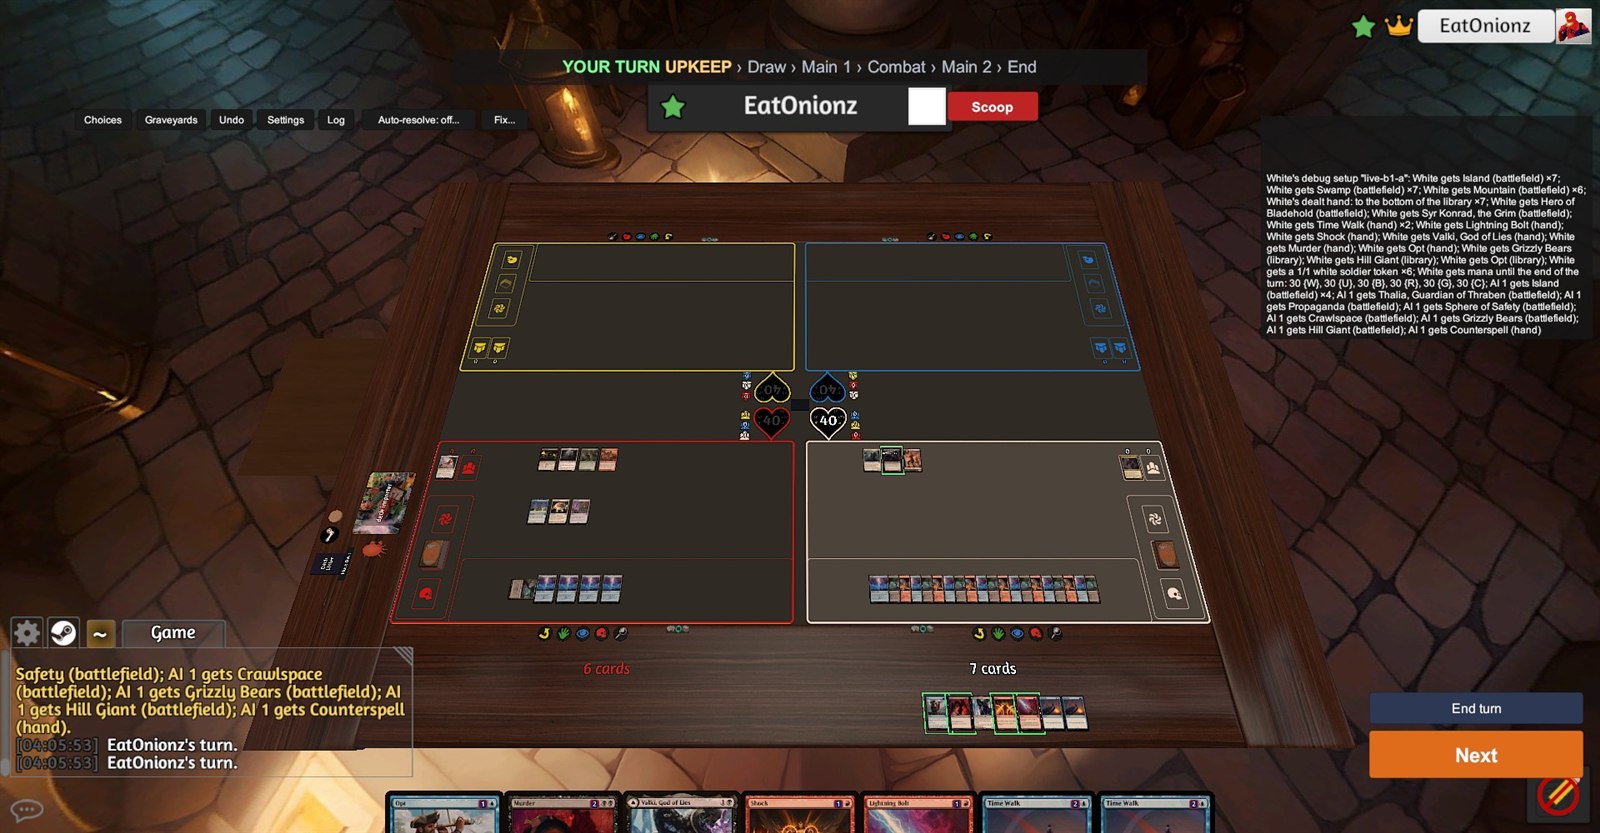 EatOnionz
YOUR TURN UPKEEP › Draw › Main 1 › Combat › Main 2 › End
EatOnionz
Scoop
Choices
Graveyards
Undo
Settings
Log
Auto-resolve: off...
Fix...
White's debug setup "live-b1-a": White gets Island (battlefield) ×7;
White gets Swamp (battlefield) ×7; White gets Mountain (battlefield) ×6;
White's dealt hand: to the bottom of the library ×7; White gets Hero of
Bladehold (battlefield); White gets Syr Konrad, the Grim (battlefield);
White gets Time Walk (hand) ×2; White gets Lightning Bolt (hand);
White gets Shock (hand); White gets Valki, God of Lies (hand); White
gets Murder (hand); White gets Opt (hand); White gets Grizzly Bears
(library); White gets Hill Giant (library); White gets Opt (library); White
gets a 1/1 white soldier token ×6; White gets mana until the end of the
turn: 30 {W}, 30 {U}, 30 {B}, 30 {R}, 30 {G}, 30 {C}; AI 1 gets Island
(battlefield) ×4; AI 1 gets Thalia, Guardian of Thraben (battlefield); AI 1
gets Propaganda (battlefield); AI 1 gets Sphere of Safety (battlefield);
AI 1 gets Crawlspace (battlefield); AI 1 gets Grizzly Bears (battlefield);
AI 1 gets Hill Giant (battlefield); AI 1 gets Counterspell (hand)
40
40
40
40
6 cards
7 cards
~
Game
Safety (battlefield); AI 1 gets Crawlspace
(battlefield); AI 1 gets Grizzly Bears (battlefield); AI
1 gets Hill Giant (battlefield); AI 1 gets Counterspell
(hand).
[04:05:53] EatOnionz's turn.
[04:05:53] EatOnionz's turn.
End turn
Next
Opt 1
Murder 2
Valki, God of Lies 1
Shock 1
Lightning Bolt 1
Time Walk 2
Time Walk 2